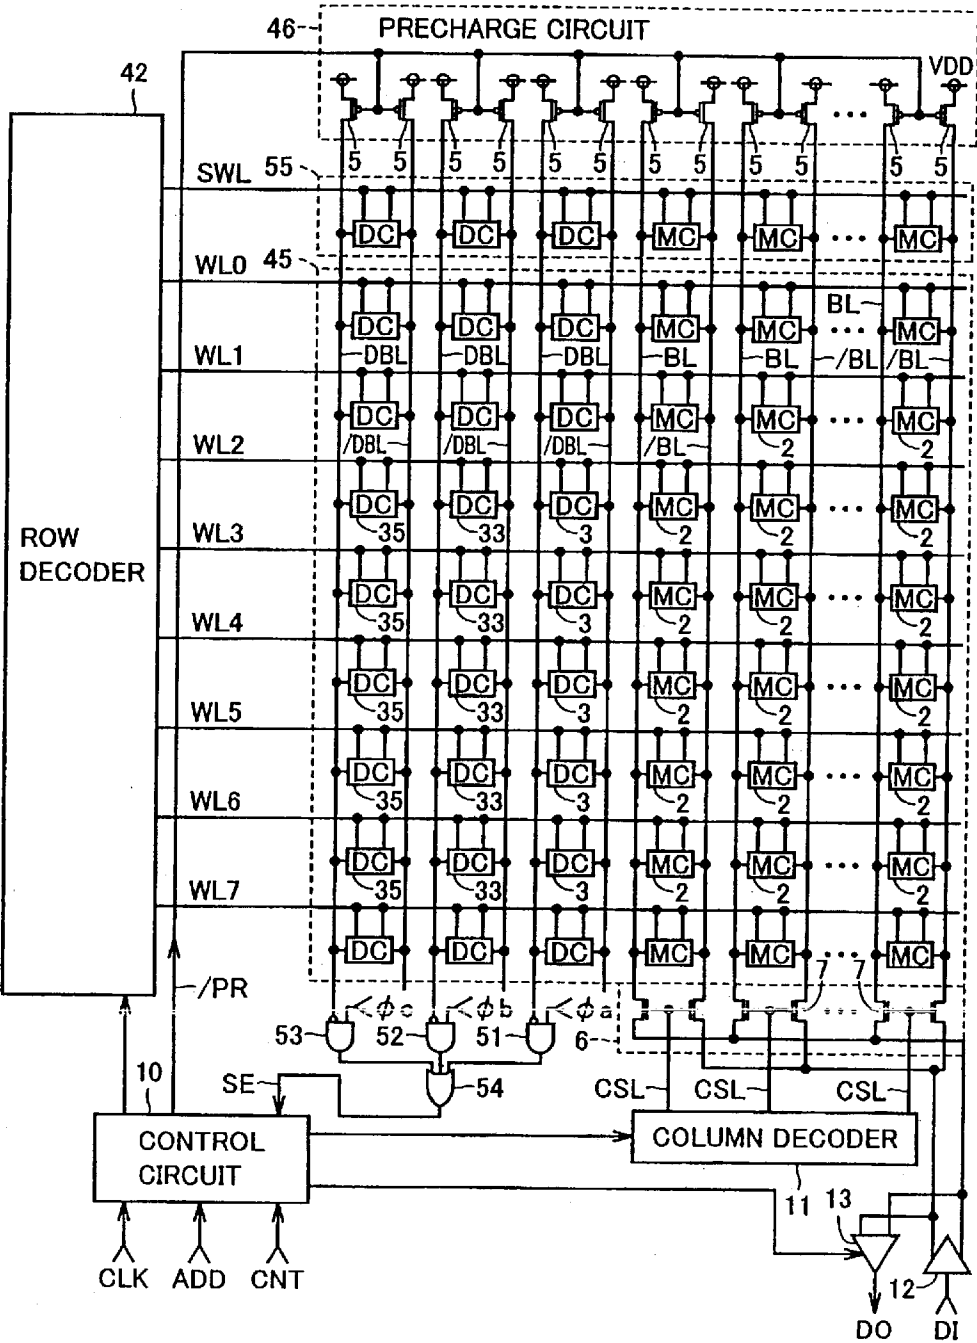 46 PRECHARGE CIRCUIT
42 VDD
5 5 5 5 5 5 5 5 5 5 ... 5 5
SWL 55
DC DC DC MC MC ... MC
WL0 45
BL
DC DC DC MC MC ... MC
WL1 DBL DBL DBL BL BL /BL /BL
DC DC DC MC MC ... MC
WL2 /DBL /DBL /DBL /BL 2 2
DC DC DC MC MC ... MC
WL3 35 33 3 2 2 2
ROW
DECODER
DC DC DC MC MC ... MC
WL4 35 33 3 2 2 2
DC DC DC MC MC ... MC
WL5 35 33 3 2 2 2
DC DC DC MC MC ... MC
WL6 35 33 3 2 2 2
DC DC DC MC MC ... MC
WL7 35 33 3 2 2 2
DC DC DC MC MC ... MC
/PR 7 7
φc φb φa
53 52 51 6
10 SE 54 CSL CSL CSL
CONTROL
CIRCUIT
COLUMN DECODER
11
13
CLK ADD CNT
12
DO DI